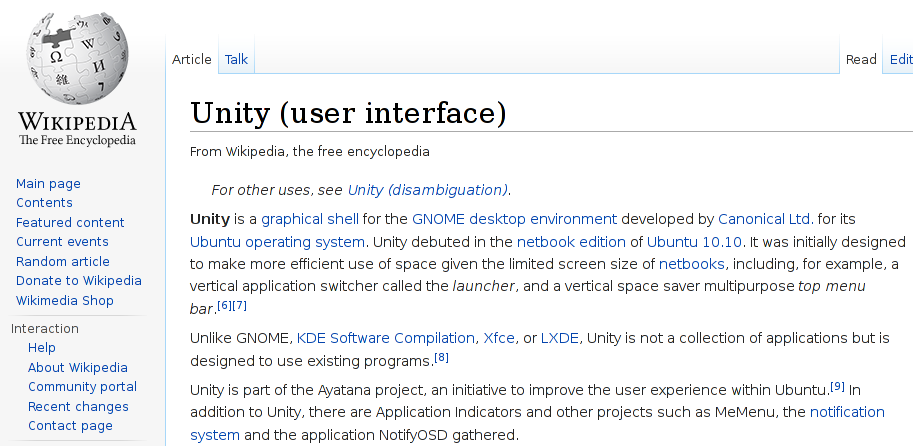 WIKIPEDIA
The Free Encyclopedia
Main page
Contents
Featured content
Current events
Random article
Donate to Wikipedia
Wikimedia Shop
Interaction
Help
About Wikipedia
Community portal
Recent changes
Contact page
Article Talk
Read Edit
Unity (user interface)
From Wikipedia, the free encyclopedia
For other uses, see Unity (disambiguation).
Unity is a graphical shell for the GNOME desktop environment developed by Canonical Ltd. for its
Ubuntu operating system. Unity debuted in the netbook edition of Ubuntu 10.10. It was initially designed
to make more efficient use of space given the limited screen size of netbooks, including, for example, a
vertical application switcher called the launcher, and a vertical space saver multipurpose top menu
bar.[6][7]
Unlike GNOME, KDE Software Compilation, Xfce, or LXDE, Unity is not a collection of applications but is
designed to use existing programs.[8]
Unity is part of the Ayatana project, an initiative to improve the user experience within Ubuntu.[9] In
addition to Unity, there are Application Indicators and other projects such as MeMenu, the notification
system and the application NotifyOSD gathered.